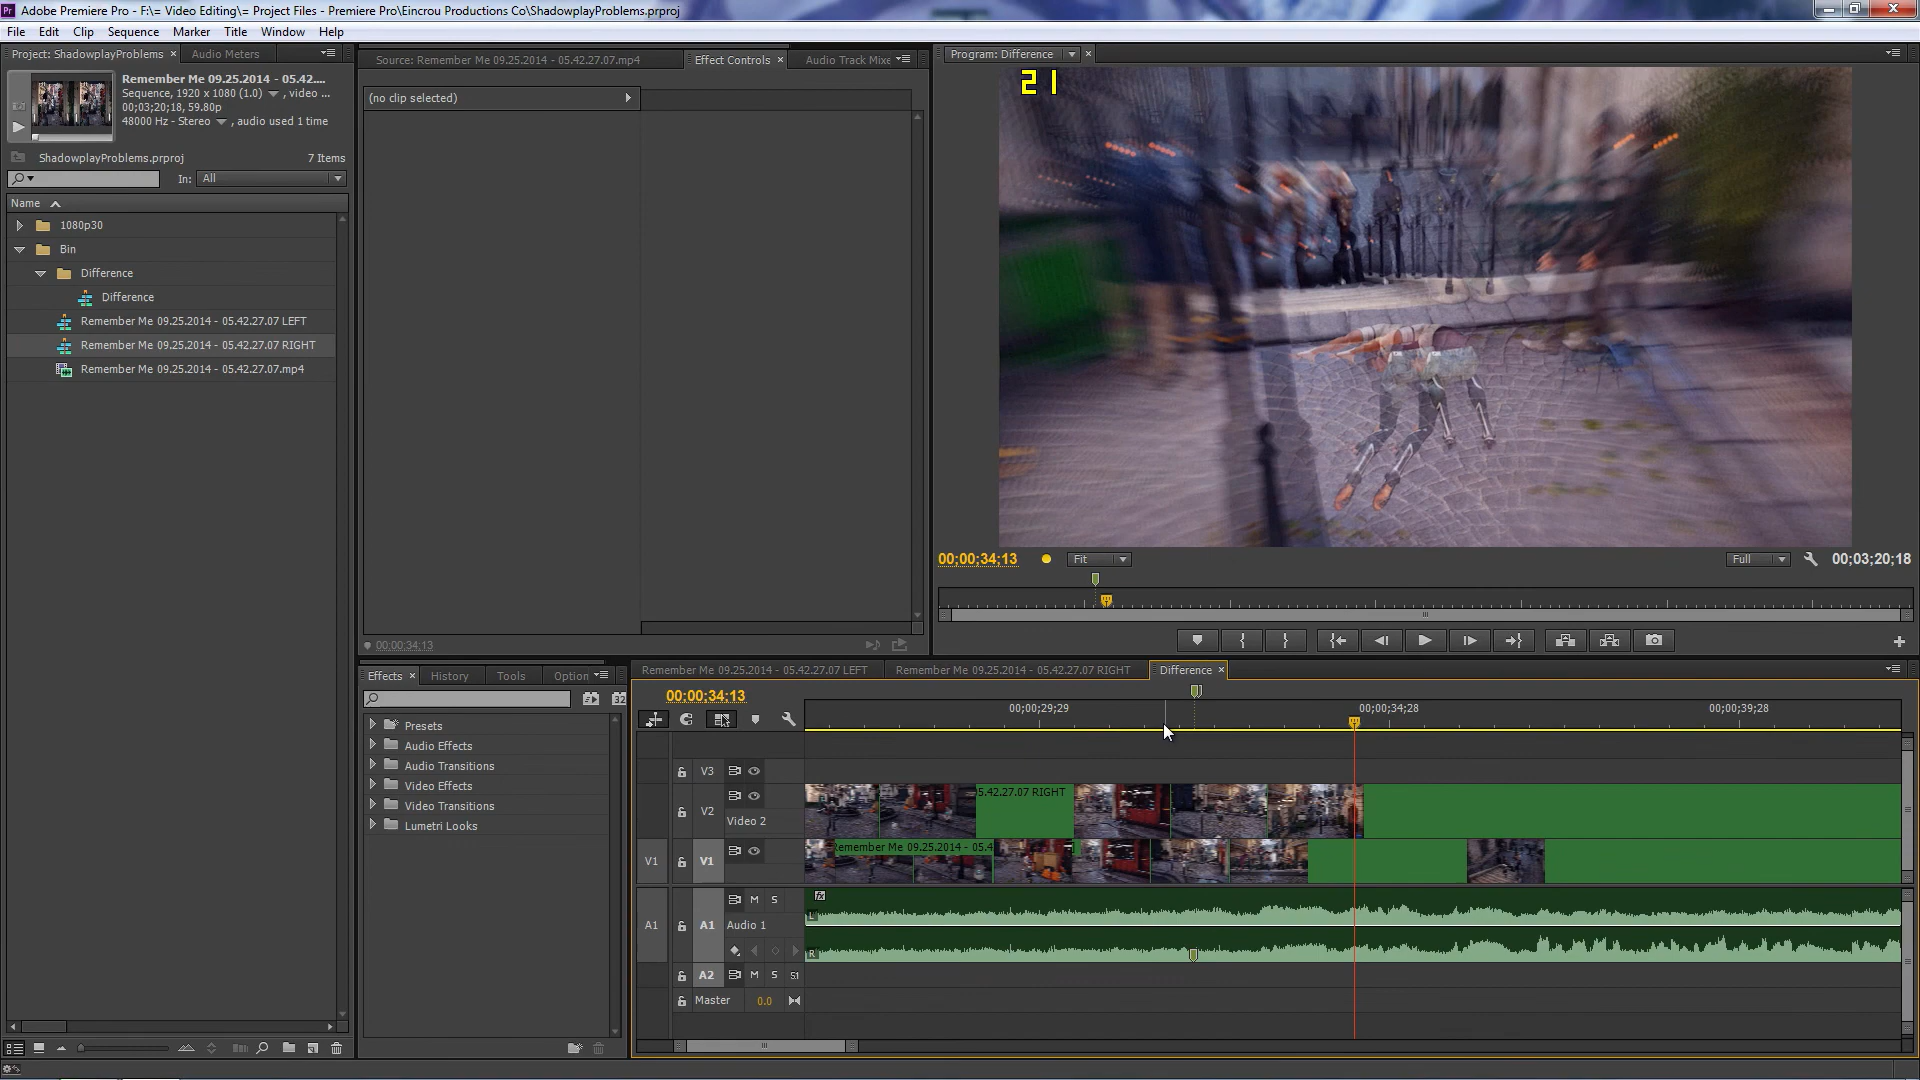 Adobe Premiere Pro - F:\= Video Editing\= Project Files - Premiere Pro\Eincrou Productions Co\ShadowplayProblems.prproj
File Edit Clip Sequence Marker Title Window Help
Project: ShadowplayProblems Audio Meters
Remember Me 09.25.2014 - 05.42....
Sequence, 1920 x 1080 (1.0) , video ...
00;03;20;18, 59.80p
48000 Hz - Stereo , audio used 1 time
ShadowplayProblems.prproj 7 Items
In: All
Name
1080p30
Bin
Difference
Difference
Remember Me 09.25.2014 - 05.42.27.07 LEFT
Remember Me 09.25.2014 - 05.42.27.07 RIGHT
Remember Me 09.25.2014 - 05.42.27.07.mp4
Source: Remember Me 09.25.2014 - 05.42.27.07.mp4 Effect Controls Audio Track Mixe
(no clip selected)
00;00;34;13
Program: Difference
21
00;00;34;13 Fit Full 00;03;20;18
Effects History Tools Option
32
Presets
Audio Effects
Audio Transitions
Video Effects
Video Transitions
Lumetri Looks
Remember Me 09.25.2014 - 05.42.27.07 LEFT Remember Me 09.25.2014 - 05.42.27.07 RIGHT Difference
00;00;34;13
00;00;29;29 00;00;34;28 00;00;39;28
V3
V2 Video 2 5.42.27.07 RIGHT
V1 V1 Remember Me 09.25.2014 - 05.4
A1 A1 M S Audio 1 fx L R
A2 M S S1
Master 0.0